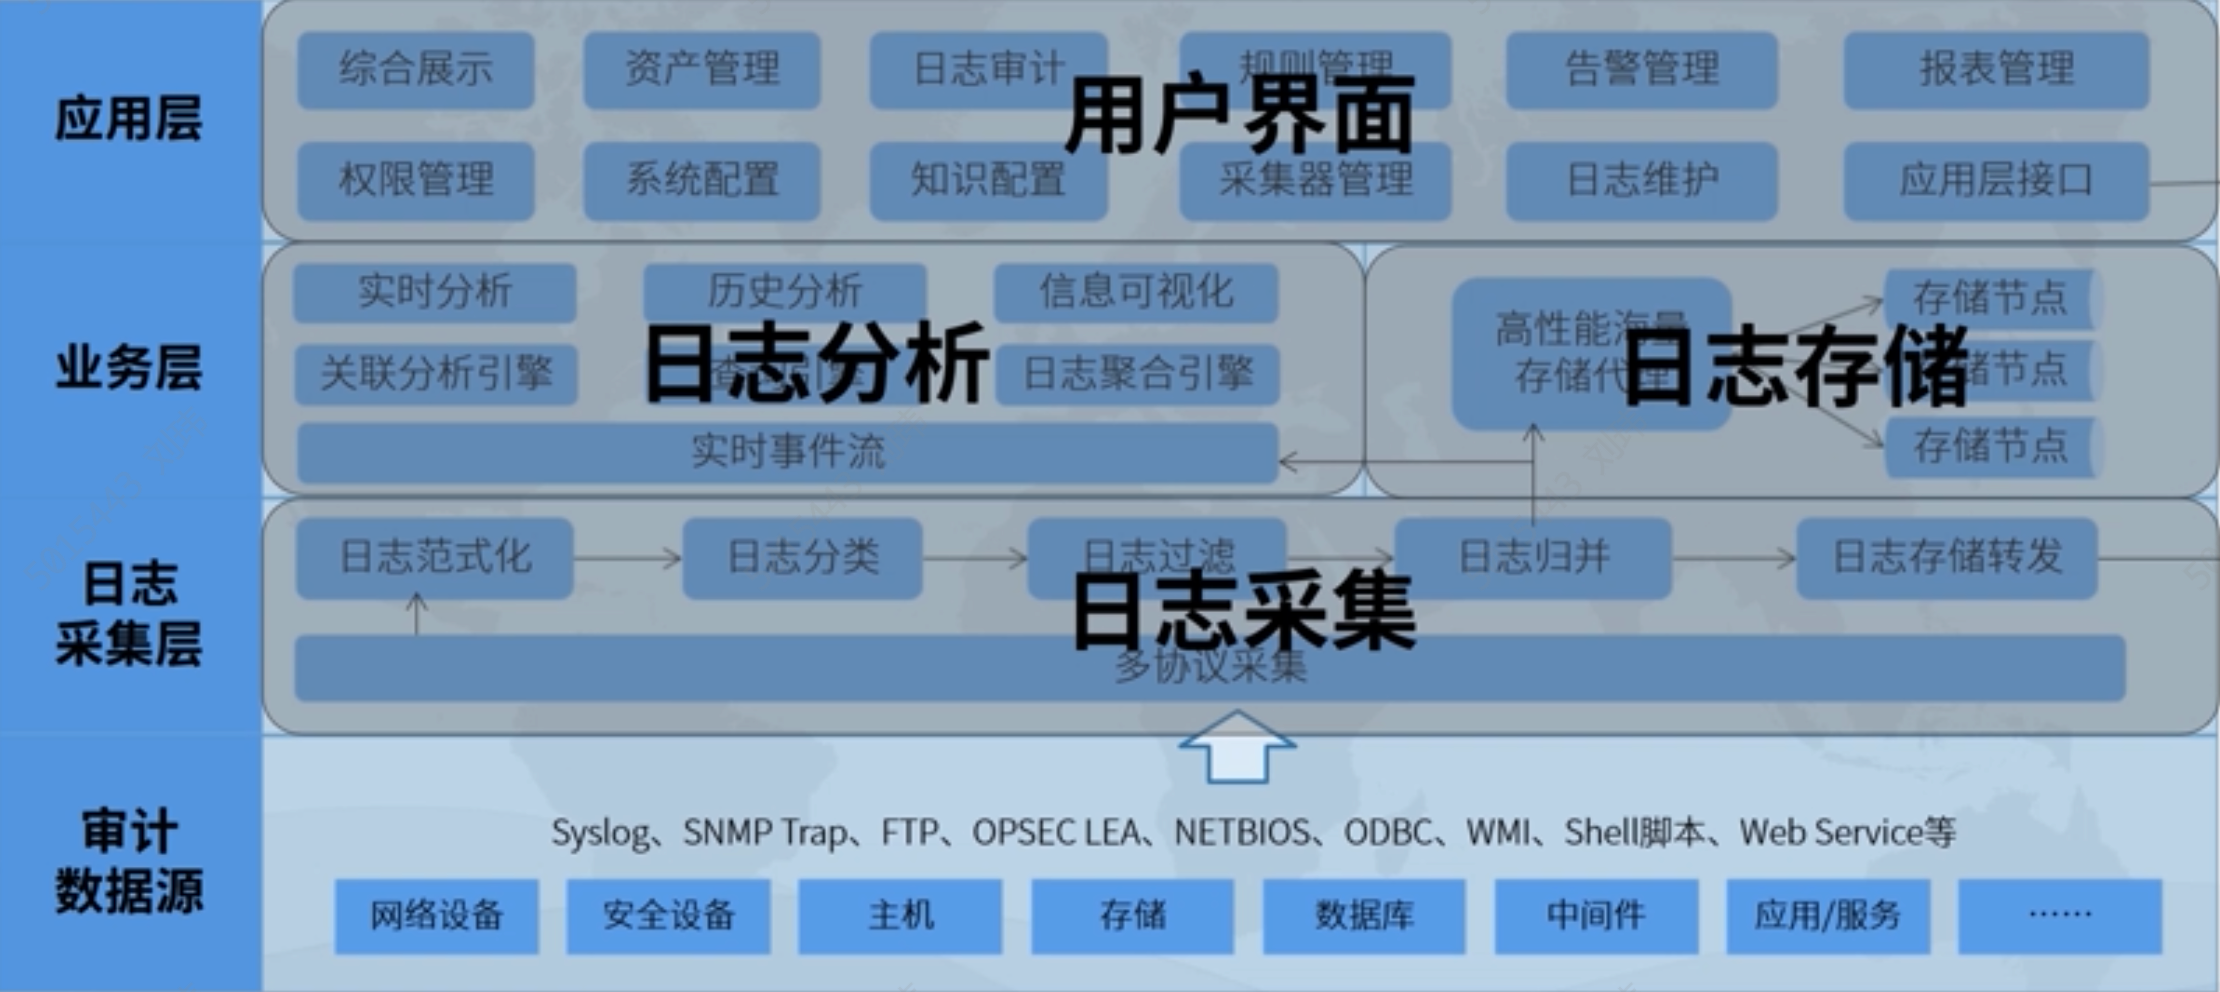 应用层
综合展示 资产管理 日志审计 规则管理 告警管理 报表管理
用户界面
权限管理 系统配置 知识配置 采集器管理 日志维护 应用层接口
业务层
实时分析 历史分析 信息可视化
日志分析
关联分析引擎 日志聚合引擎
实时事件流
高性能海量
存储代理
日志存储
存储节点
存储节点
存储节点
日志
采集层
日志范式化 日志分类 日志过滤 日志归并 日志存储转发
日志采集
多协议采集
审计
数据源
Syslog、SNMP Trap、FTP、OPSEC LEA、NETBIOS、ODBC、WMI、Shell脚本、Web Service等
网络设备 安全设备 主机 存储 数据库 中间件 应用/服务 ……